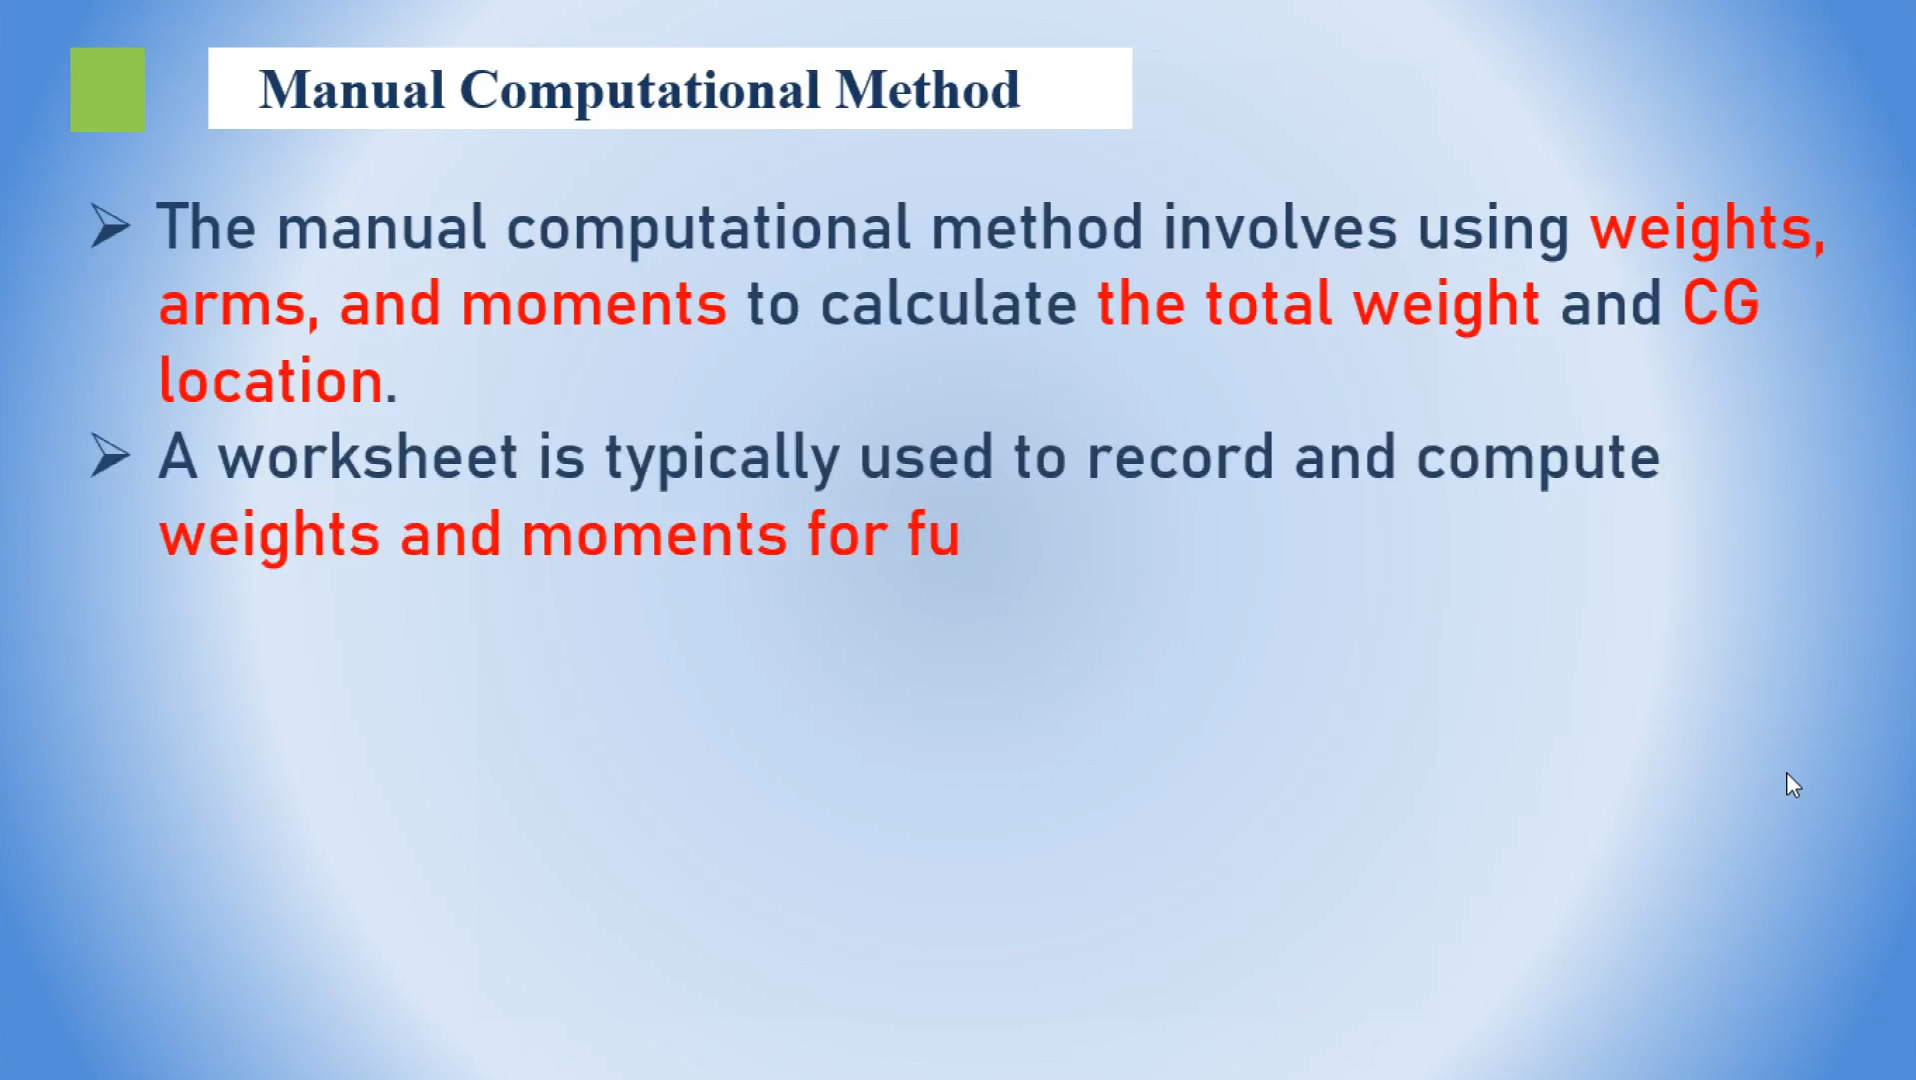 Manual Computational Method
The manual computational method involves using weights,
arms, and moments to calculate the total weight and CG
location.
A worksheet is typically used to record and compute
weights and moments for fu